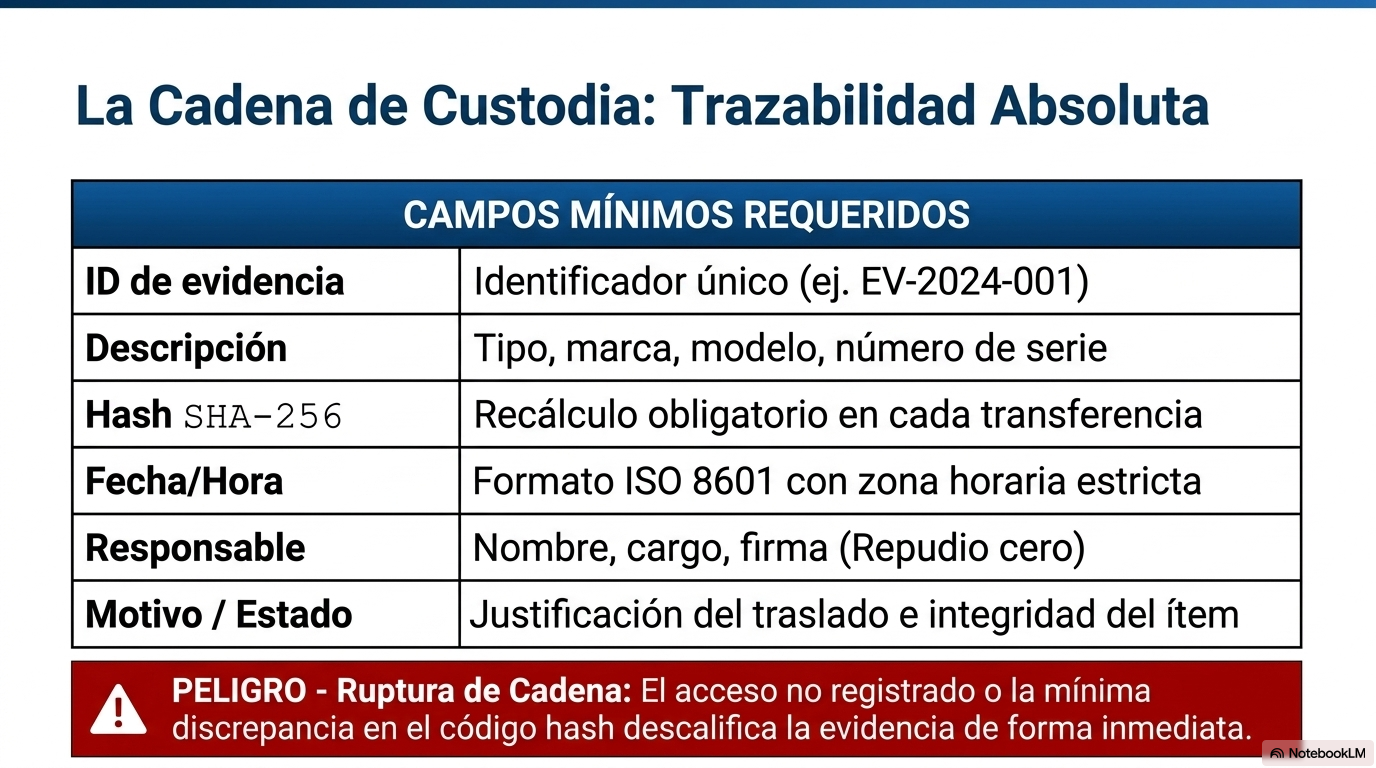 La Cadena de Custodia: Trazabilidad Absoluta
CAMPOS MÍNIMOS REQUERIDOS
ID de evidencia
Identificador único (ej. EV-2024-001)
Descripción
Tipo, marca, modelo, número de serie
Hash SHA-256
Recálculo obligatorio en cada transferencia
Fecha/Hora
Formato ISO 8601 con zona horaria estricta
Responsable
Nombre, cargo, firma (Repudio cero)
Motivo / Estado
Justificación del traslado e integridad del ítem
PELIGRO - Ruptura de Cadena: El acceso no registrado o la mínima
discrepancia en el código hash descalifica la evidencia de forma inmediata.
NotebookLM